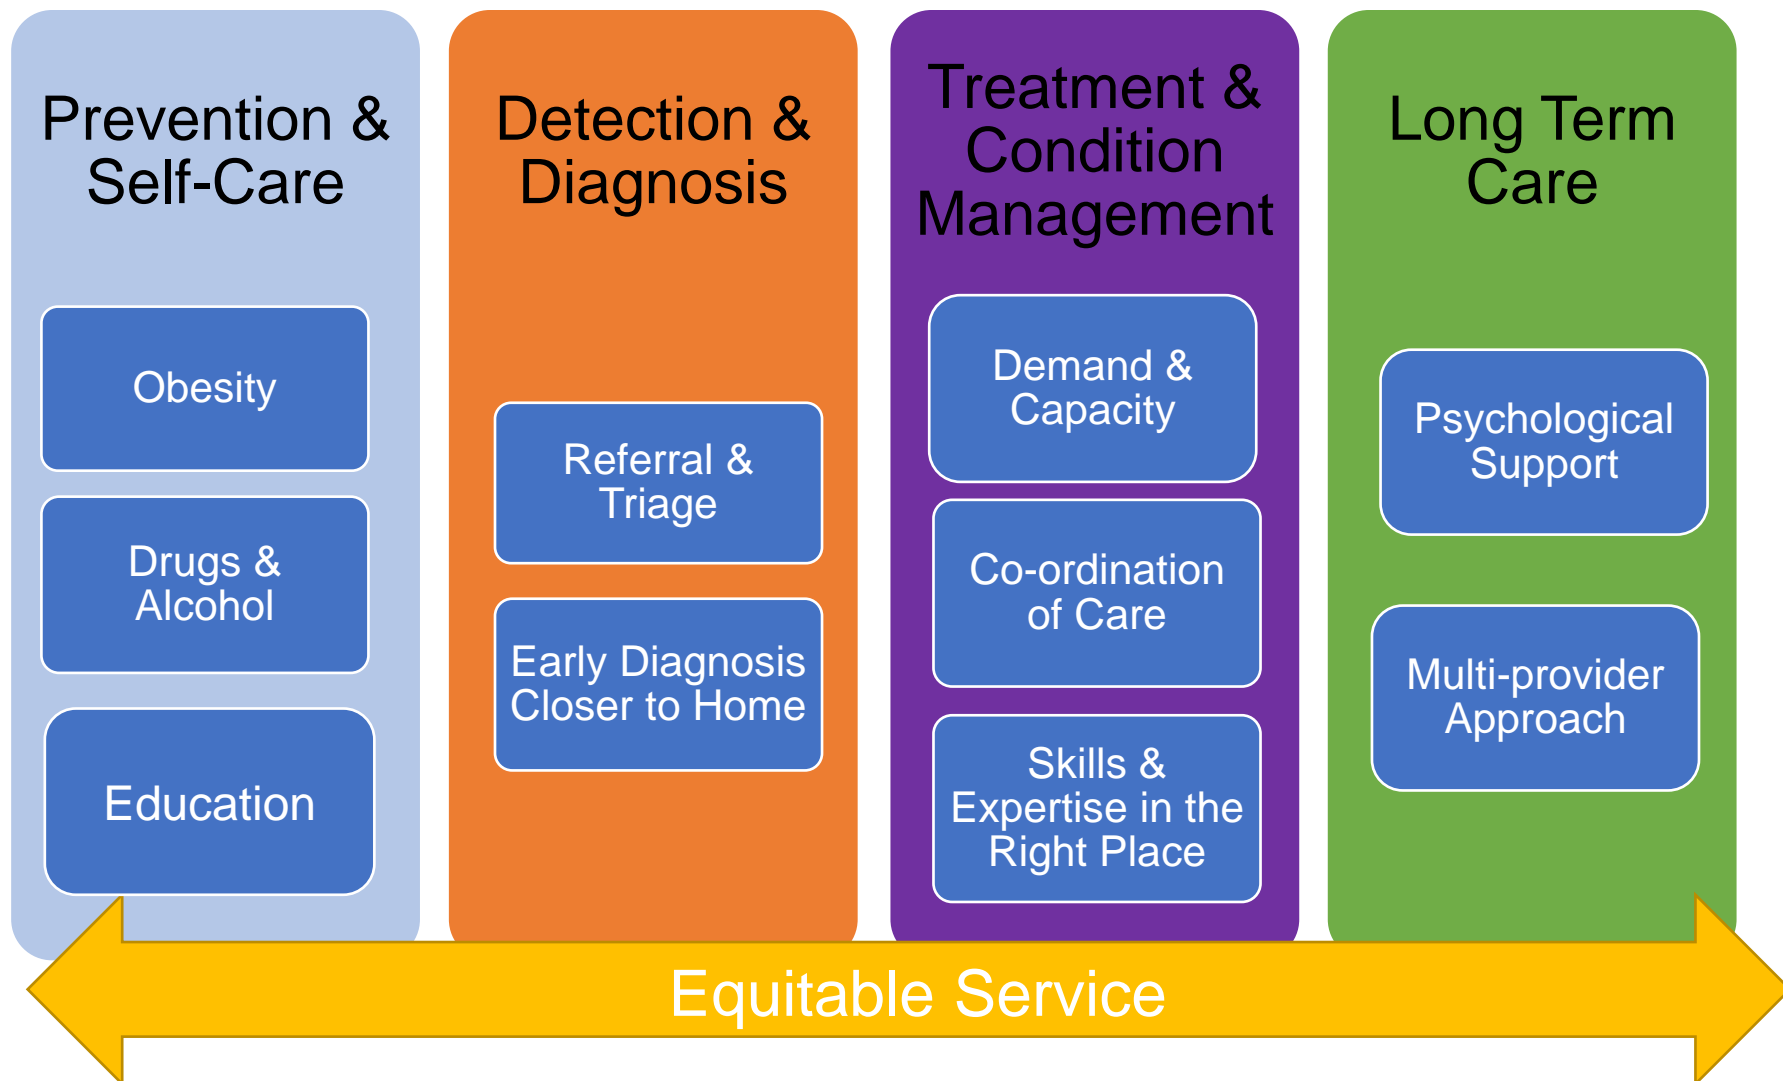 Prevention &
Self-Care
Obesity
Drugs &
Alcohol
Education
Detection &
Diagnosis
Referral &
Triage
Early Diagnosis
Closer to Home
Treatment &
Condition
Management
Demand &
Capacity
Co-ordination
of Care
Skills &
Expertise in the
Right Place
Long Term
Care
Psychological
Support
Multi-provider
Approach
Equitable Service